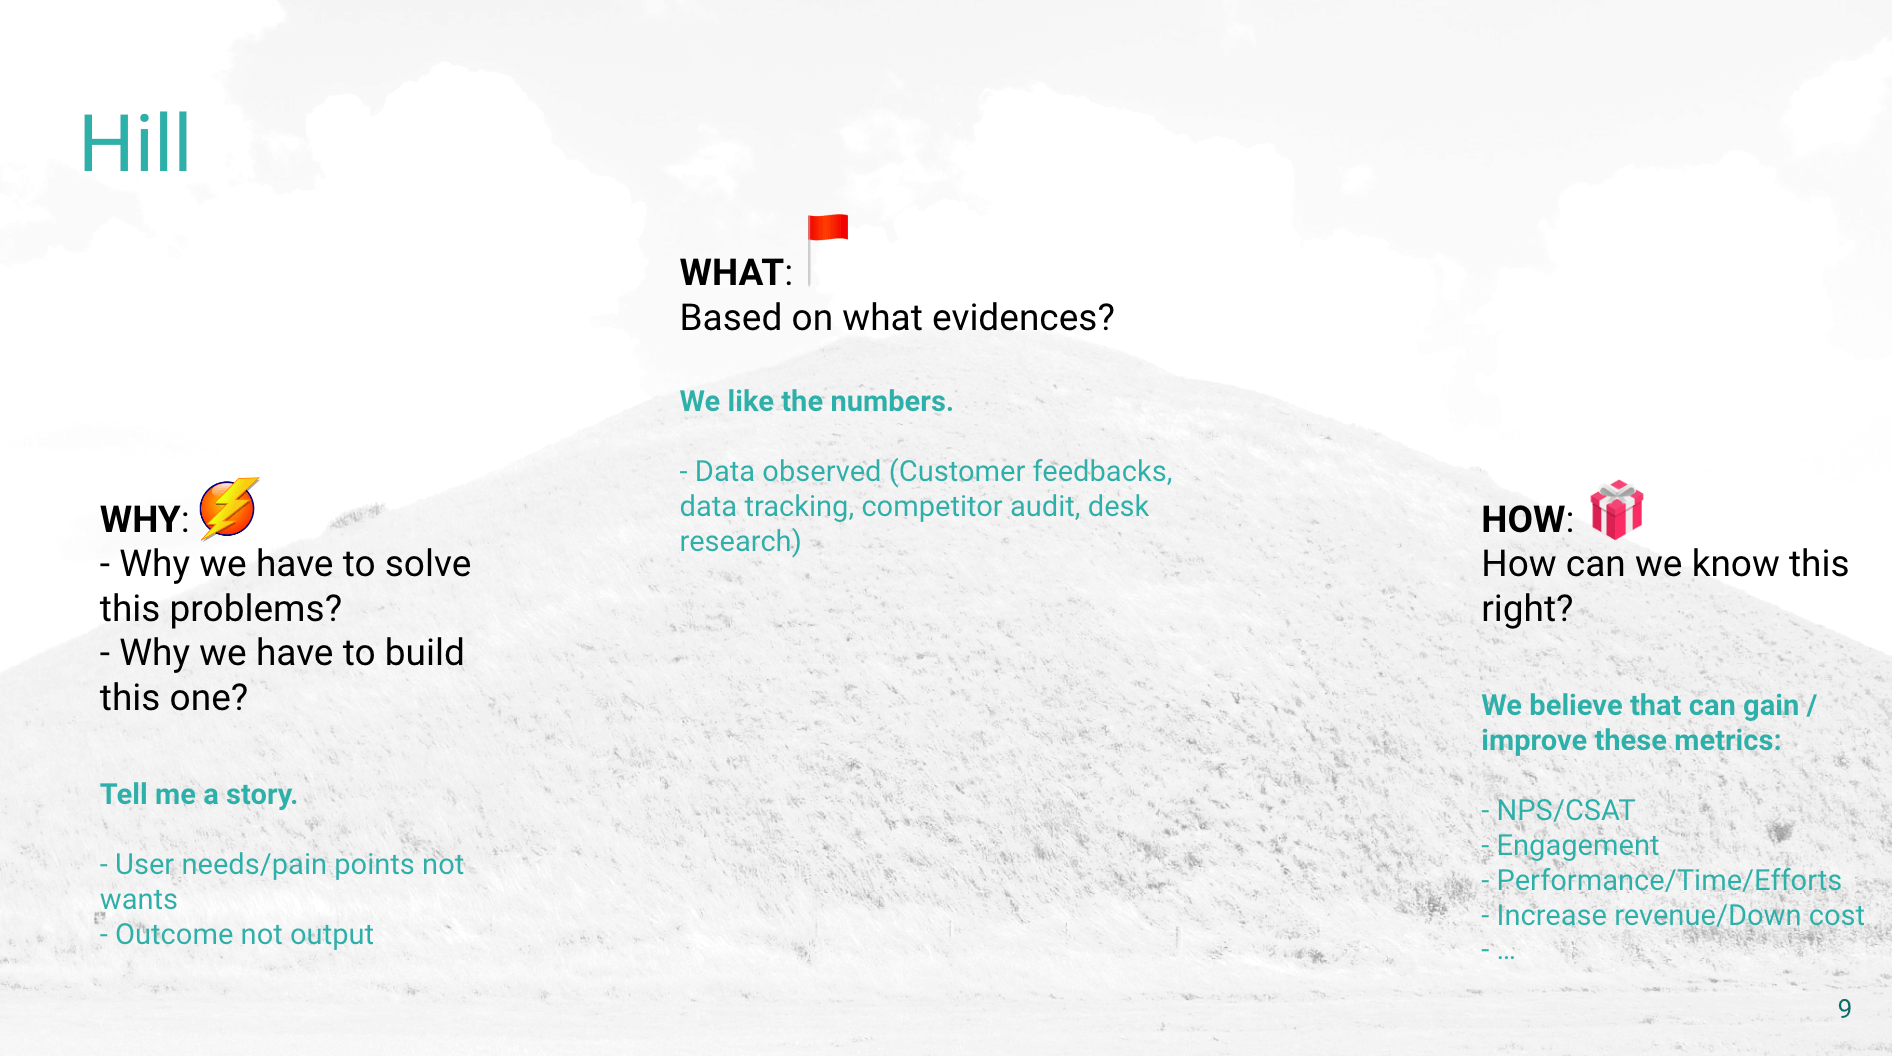 Hill
WHAT:
Based on what evidences?
We like the numbers.
- Data observed (Customer feedbacks,
data tracking, competitor audit, desk
research)
WHY:
- Why we have to solve
this problems?
- Why we have to build
this one?
Tell me a story.
- User needs/pain points not
wants
- Outcome not output
HOW:
How can we know this
right?
We believe that can gain /
improve these metrics:
- NPS/CSAT
- Engagement
- Performance/Time/Efforts
- Increase revenue/Down cost
- ...
9